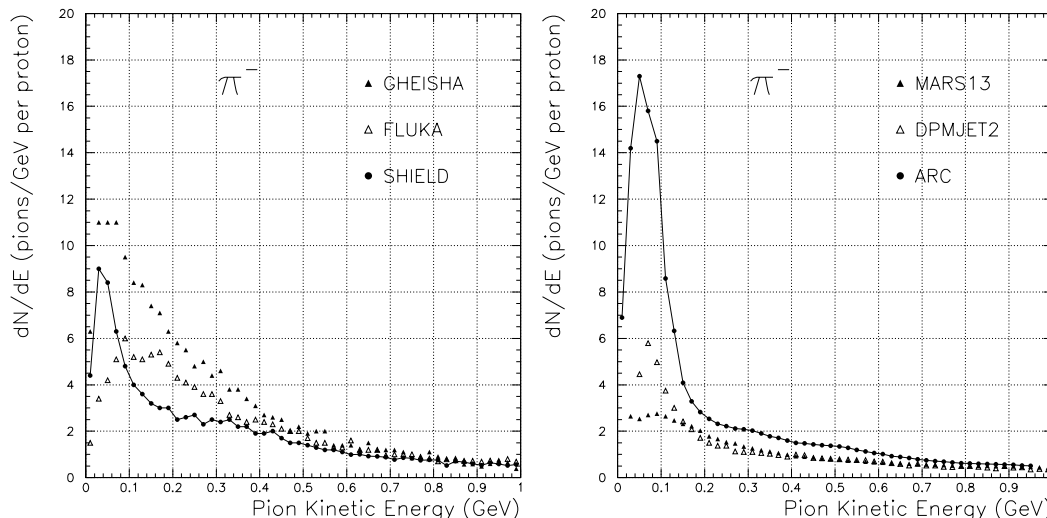 dN/dE (pions/GeV per proton)
20
18
16
14
12
10
8
6
4
2
0
π⁻
GHEISHA
FLUKA
SHIELD
0 0.1 0.2 0.3 0.4 0.5 0.6 0.7 0.8 0.9 1
Pion Kinetic Energy (GeV)
dN/dE (pions/GeV per proton)
20
18
16
14
12
10
8
6
4
2
0
π⁻
MARS13
DPMJET2
ARC
0 0.1 0.2 0.3 0.4 0.5 0.6 0.7 0.8 0.9
Pion Kinetic Energy (GeV)